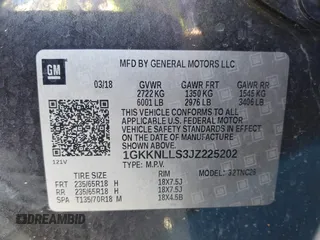 GM
MFD BY GENERAL MOTORS LLC.
03/18 GVWR GAWR FRT GAWR RR
2722 KG 1350 KG 1545 KG
6001 LB 2976 LB 3406 LB
THIS VEHICLE CONFORMS TO ALL APPLICABLE
U.S. FEDERAL MOTOR VEHICLE
STANDARDS IN EFFECT ON THE DATE OF
MANUFACTURE SHOWN ABOVE.
1GKKNLLS3JZ225202
TYPE: M.P.V. MODEL:
121V
TIRE SIZE RIM
FRT 235/65R18 H 18X7.5J
RR 235/65R18 H 18X7.5J
SPA T135/70R18 M 18X4.5B
DREAMBID